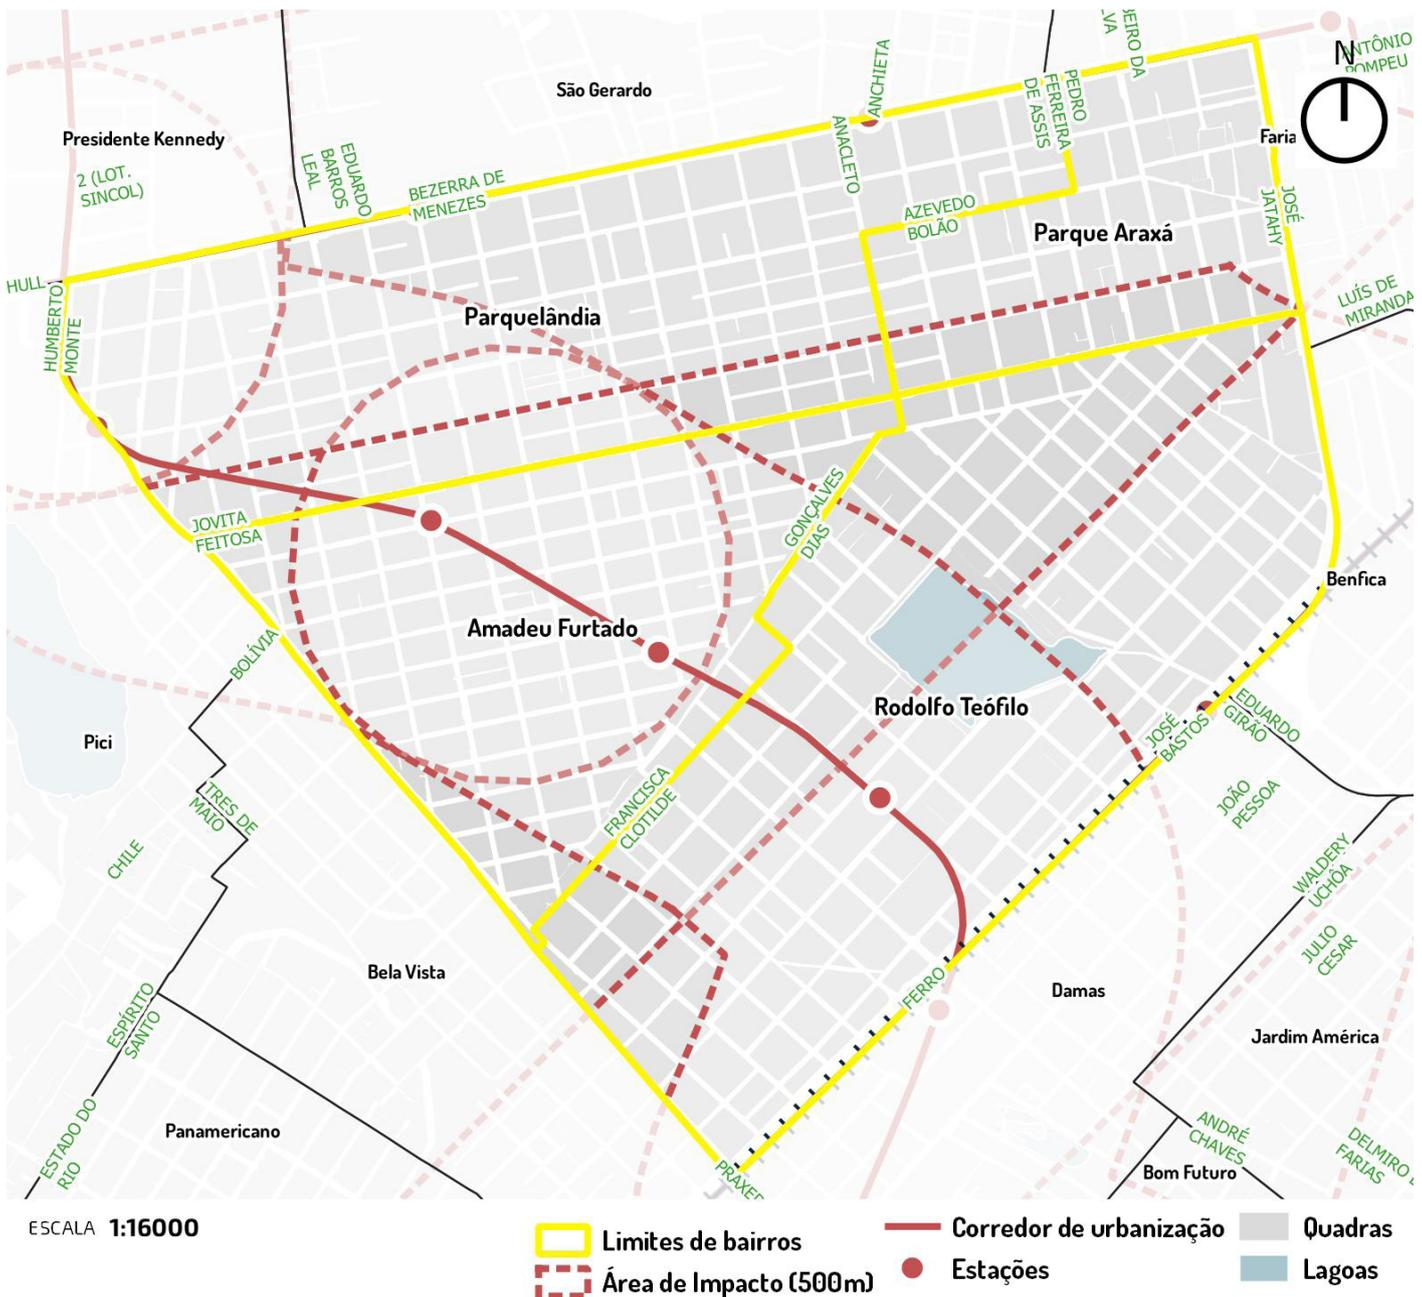 BEIRO DA
LVA
ANTÔNIO
POMPEU
N
ANCHIETA
São Gerardo
PEDRO
FERREIRA
DE ASSIS
Presidente Kennedy
Faria
ANACLETO
EDUARDO
BARROS
LEAL
2 (LOT.
SINCOL)
BEZERRA DE
MENEZES
AZEVEDO
BOLÃO
JOSÉ
JATAHY
Parque Araxá
HULL
HUMBERTO
MONTE
LUÍS DE
MIRANDA
Parquelândia
JOVITA
FEITOSA
GONÇALVES
DIAS
Benfica
Amadeu Furtado
BOLÍVIA
Rodolfo Teófilo
EDUARDO
GIRÃO
JOSÉ
BASTOS
Pici
JOÃO
PESSOA
TRES DE
MAIO
FRANCISCA
CLOTILDE
CHILE
WALDERY
UCHÔA
JULIO
CESAR
Bela Vista
FERRO
Damas
ESPÍRITO
SANTO
Jardim América
Panamericano
ESTADO DO
RIO
ANDRÉ
CHAVES
DELMIRO
FARIAS
Bom Futuro
PRAXED
ESCALA 1:16000
Limites de bairros
Área de Impacto (500m)
Corredor de urbanização
Estações
Quadras
Lagoas